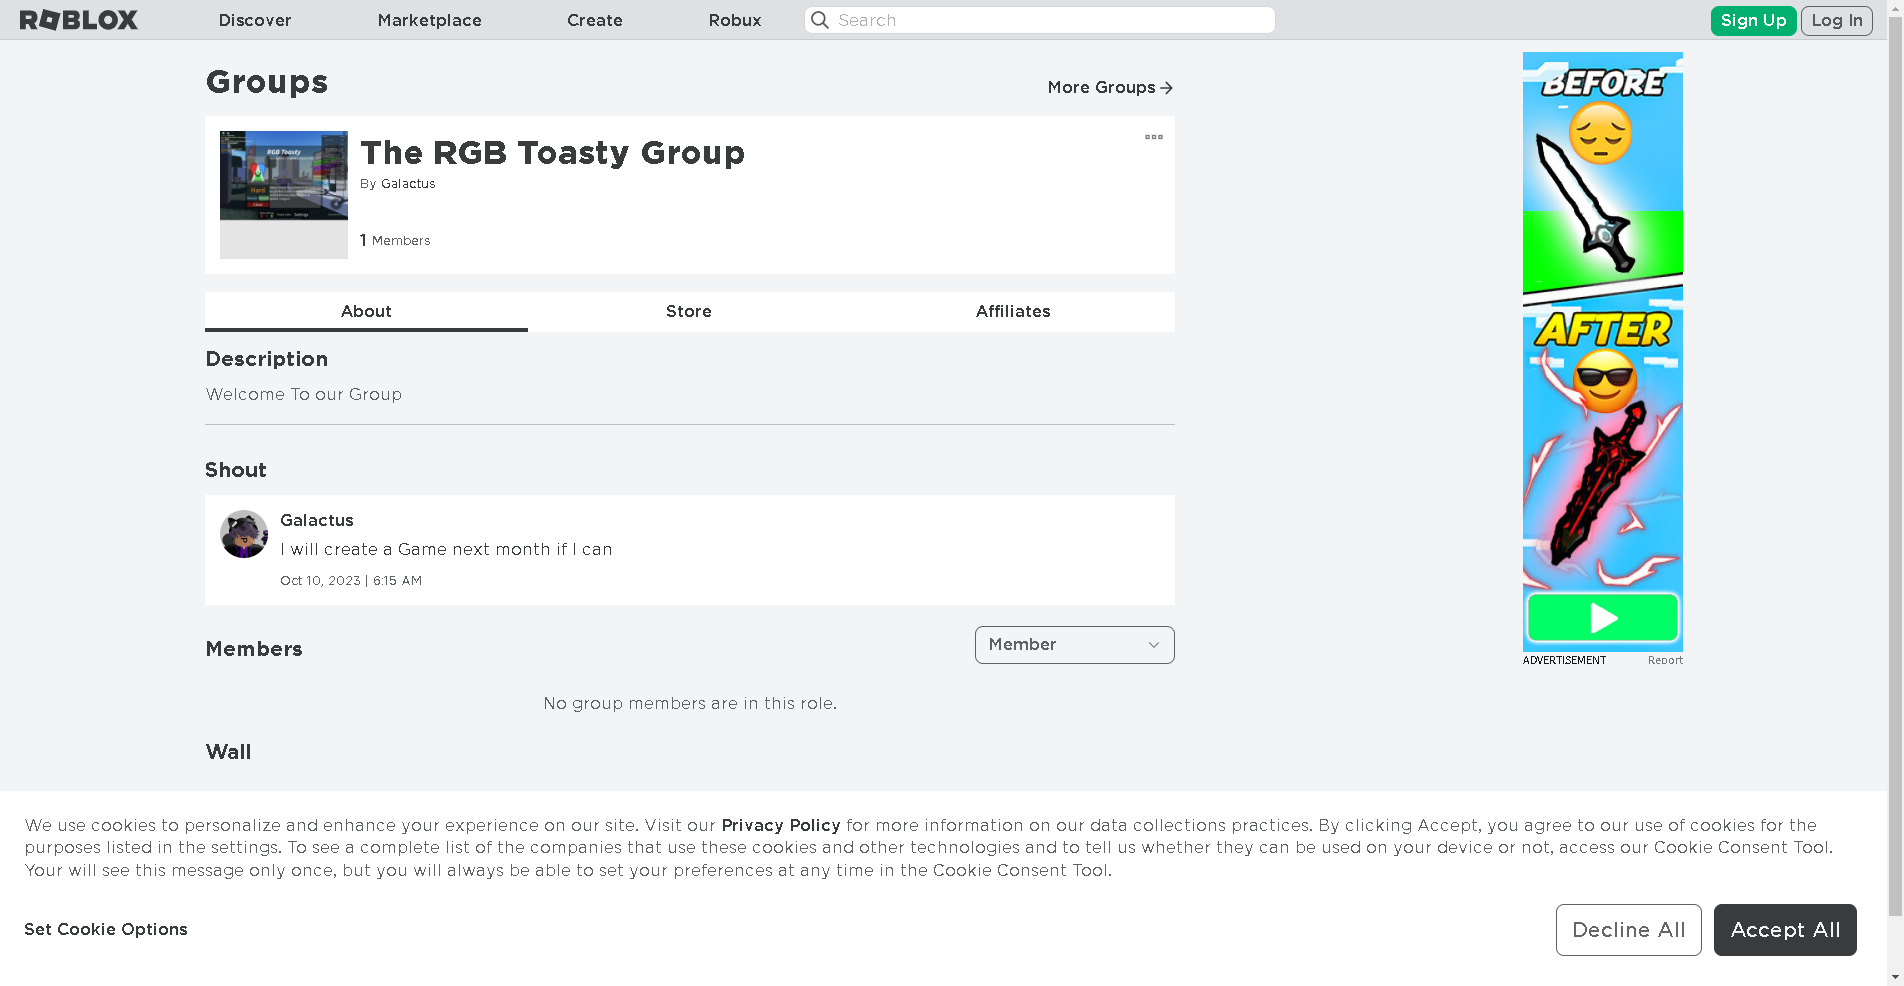 ROBLOX
Discover
Marketplace
Create
Robux
Search
Sign Up
Log In
Groups
More Groups
RGB Toasty
Hard
The RGB Toasty Group
By Galactus
1 Members
About
Store
Affiliates
Description
Welcome To our Group
Shout
Galactus
I will create a Game next month if I can
Oct 10, 2023 | 6:15 AM
Members
Member
No group members are in this role.
Wall
BEFORE
AFTER
ADVERTISEMENT
Report
We use cookies to personalize and enhance your experience on our site. Visit our Privacy Policy for more information on our data collections practices. By clicking Accept, you agree to our use of cookies for the
purposes listed in the settings. To see a complete list of the companies that use these cookies and other technologies and to tell us whether they can be used on your device or not, access our Cookie Consent Tool.
Your will see this message only once, but you will always be able to set your preferences at any time in the Cookie Consent Tool.
Set Cookie Options
Decline All
Accept All